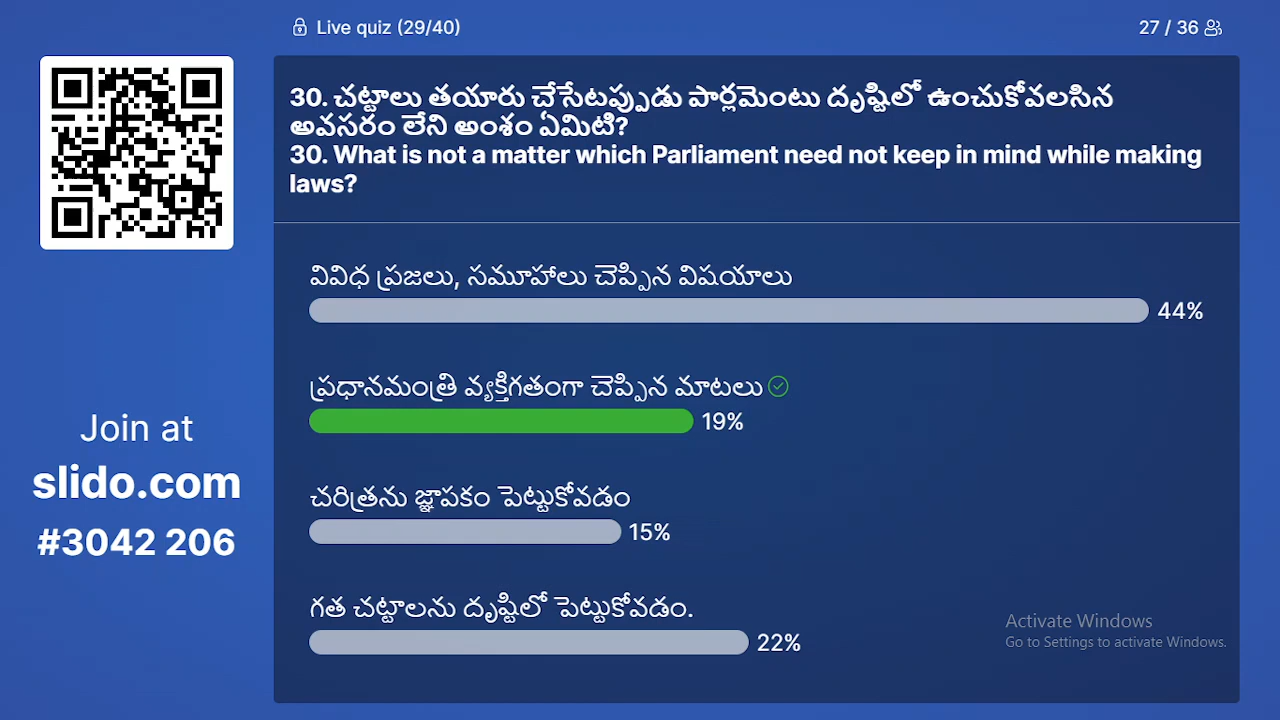 Live quiz (29/40)
27 / 36
30. చట్టాలు తయారు చేసేటప్పుడు పార్లమెంటు దృష్టిలో ఉంచుకోవలసిన
అవసరం లేని అంశం ఏమిటి?
30. What is not a matter which Parliament need not keep in mind while making
laws?
వివిధ ప్రజలు, సమూహాలు చెప్పిన విషయాలు
44%
ప్రధానమంత్రి వ్యక్తిగతంగా చెప్పిన మాటలు
19%
చరిత్రను జ్ఞాపకం పెట్టుకోవడం
15%
గత చట్టాలను దృష్టిలో పెట్టుకోవడం.
22%
Join at
slido.com
#3042 206
Activate Windows
Go to Settings to activate Windows.